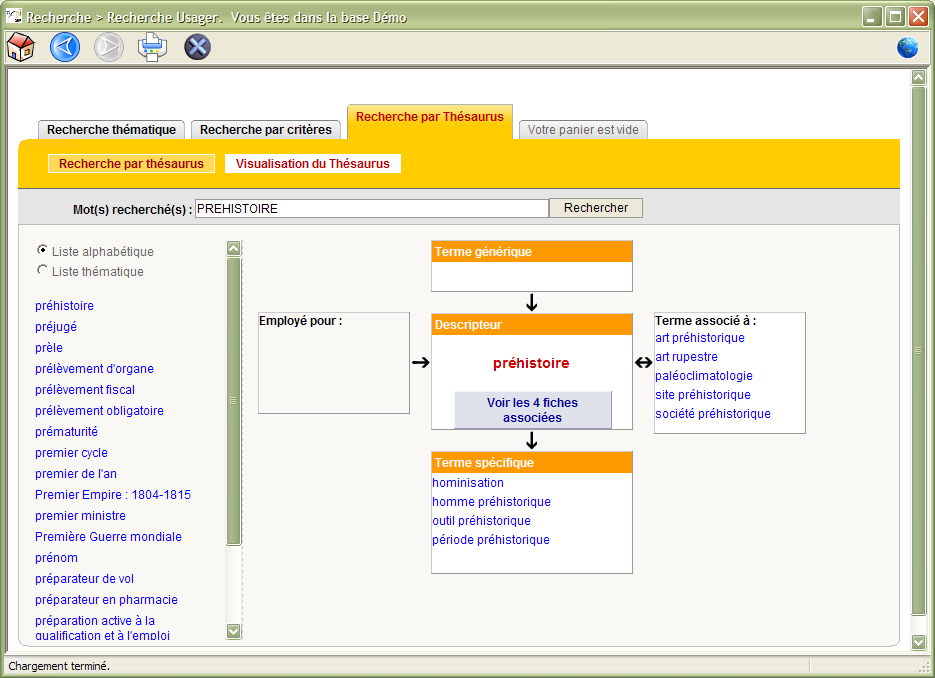 Recherche > Recherche Usager. Vous êtes dans la base Démo
Recherche thématique
Recherche par critères
Recherche par Thésaurus
Votre panier est vide
Recherche par thésaurus
Visualisation du Thésaurus
Mot(s) recherché(s) : PREHISTOIRE Rechercher
Liste alphabétique
Liste thématique
préhistoire
préjugé
prèle
prélèvement d'organe
prélèvement fiscal
prélèvement obligatoire
prématurité
premier cycle
premier de l'an
Premier Empire : 1804-1815
premier ministre
Première Guerre mondiale
prénom
préparateur de vol
préparateur en pharmacie
préparation active à la
qualification et à l'emploi
Terme générique
Employé pour :
Descripteur
préhistoire
Voir les 4 fiches
associées
Terme associé à :
art préhistorique
art rupestre
paléoclimatologie
site préhistorique
société préhistorique
Terme spécifique
hominisation
homme préhistorique
outil préhistorique
période préhistorique
Chargement terminé.